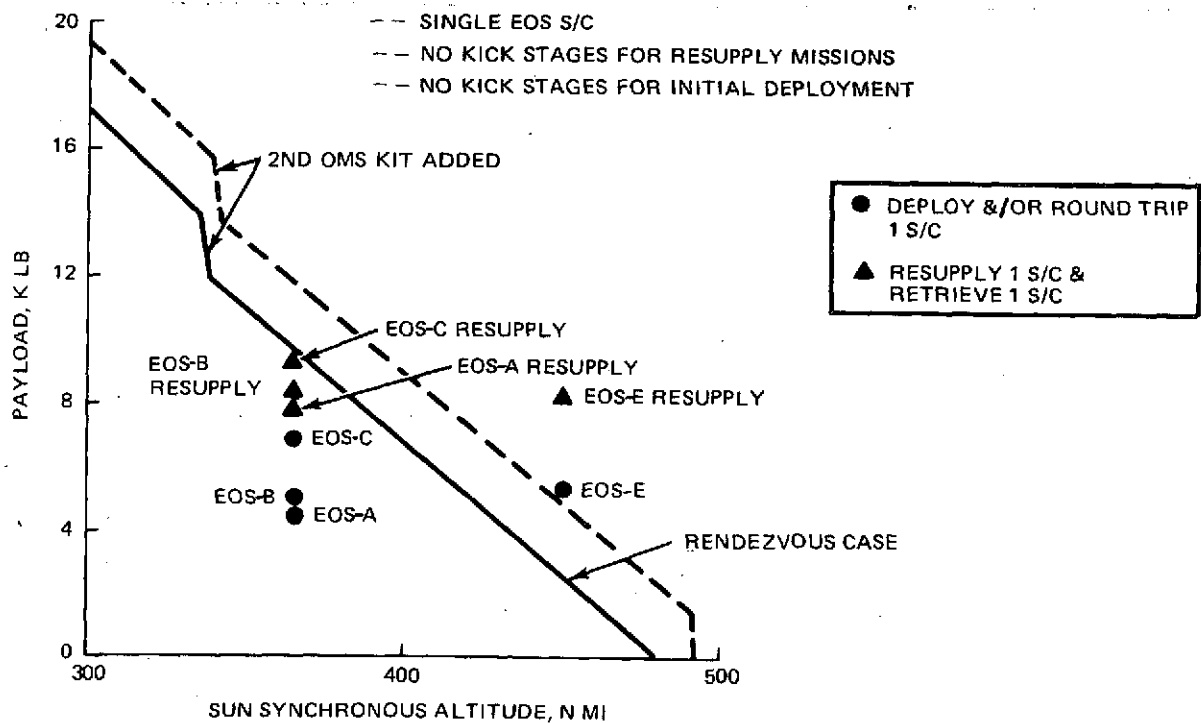 -- SINGLE EOS S/C
-- NO KICK STAGES FOR RESUPPLY MISSIONS
-- NO KICK STAGES FOR INITIAL DEPLOYMENT
20
16
12
8
4
0
PAYLOAD, K LB
2ND OMS KIT ADDED
EOS-C RESUPPLY
EOS-B
RESUPPLY
EOS-A RESUPPLY
EOS-E RESUPPLY
EOS-C
EOS-B
EOS-A
EOS-E
RENDEZVOUS CASE
DEPLOY &/OR ROUND TRIP
1 S/C
RESUPPLY 1 S/C &
RETRIEVE 1 S/C
300
400
500
SUN SYNCHRONOUS ALTITUDE, N MI